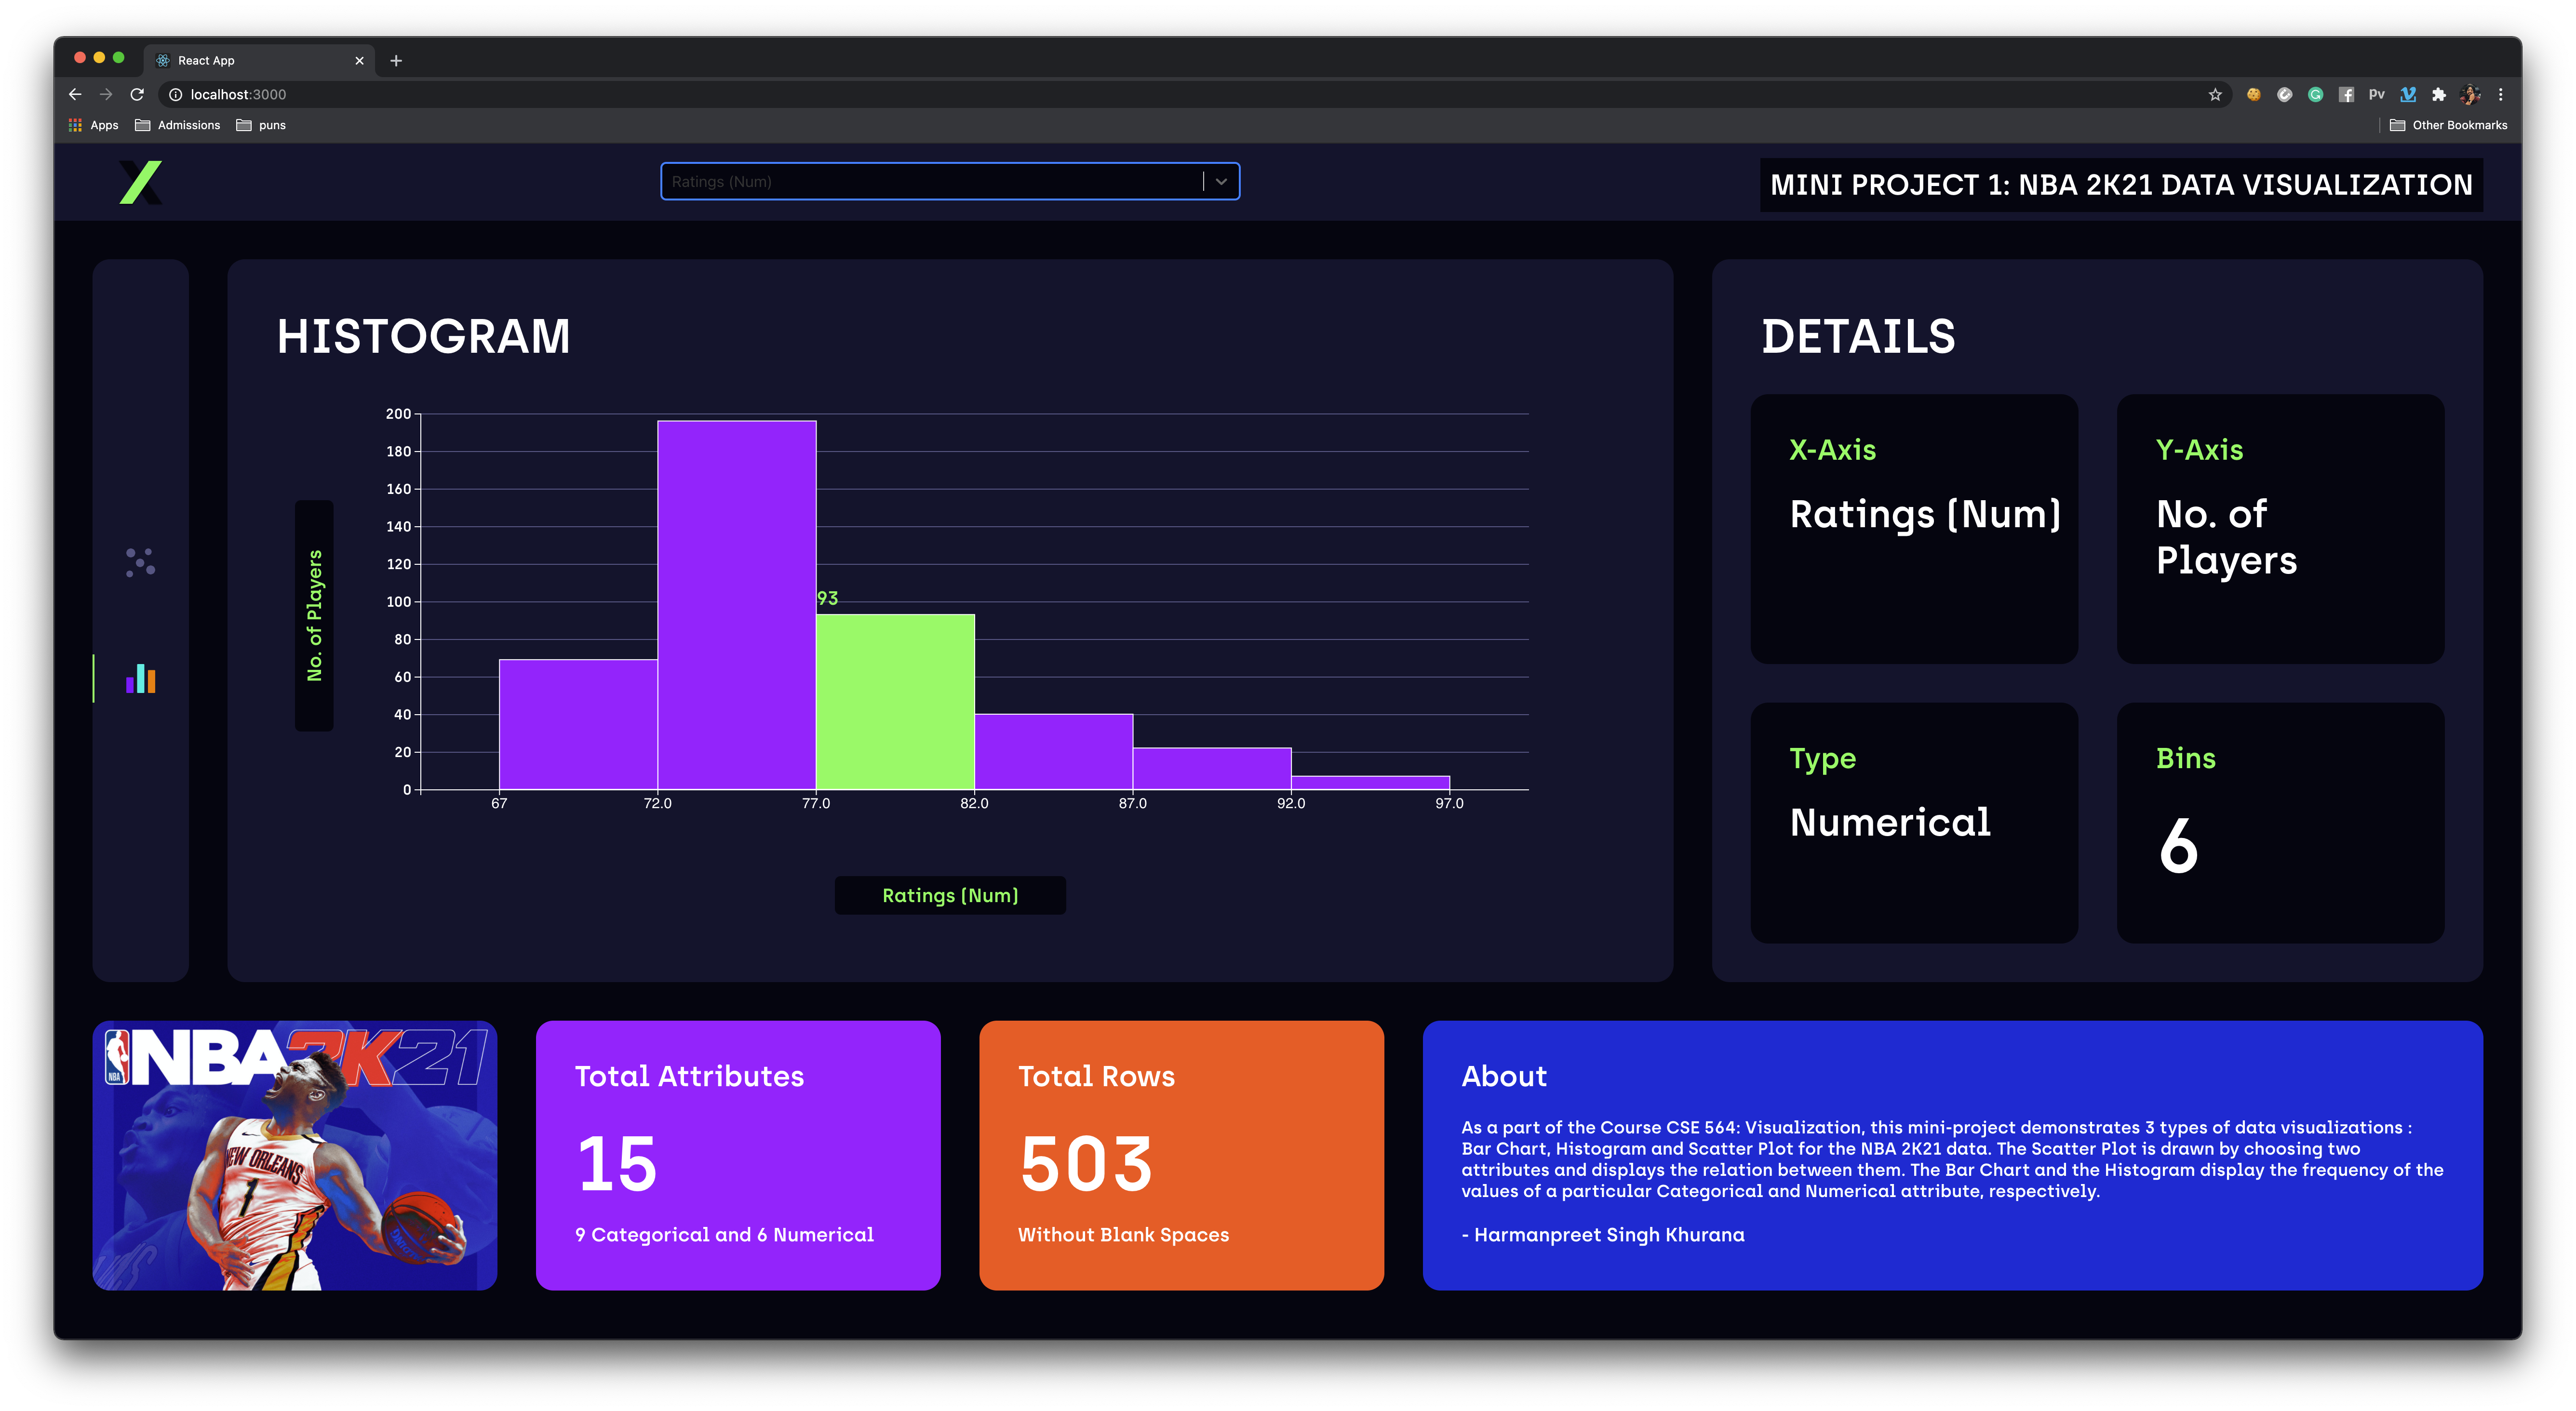 React App
localhost:3000
Apps
Admissions
puns
Other Bookmarks
Ratings (Num)
MINI PROJECT 1: NBA 2K21 DATA VISUALIZATION
HISTOGRAM
200
180
160
140
120
100
80
60
40
20
0
No. of Players
93
67 72.0 77.0 82.0 87.0 92.0 97.0
Ratings (Num)
DETAILS
X-Axis
Ratings (Num)
Y-Axis
No. of
Players
Type
Numerical
Bins
6
NBA 2K21
NBA
NEW ORLEANS
1
Total Attributes
15
9 Categorical and 6 Numerical
Total Rows
503
Without Blank Spaces
About
As a part of the Course CSE 564: Visualization, this mini-project demonstrates 3 types of data visualizations :
Bar Chart, Histogram and Scatter Plot for the NBA 2K21 data. The Scatter Plot is drawn by choosing two
attributes and displays the relation between them. The Bar Chart and the Histogram display the frequency of the
values of a particular Categorical and Numerical attribute, respectively.
- Harmanpreet Singh Khurana